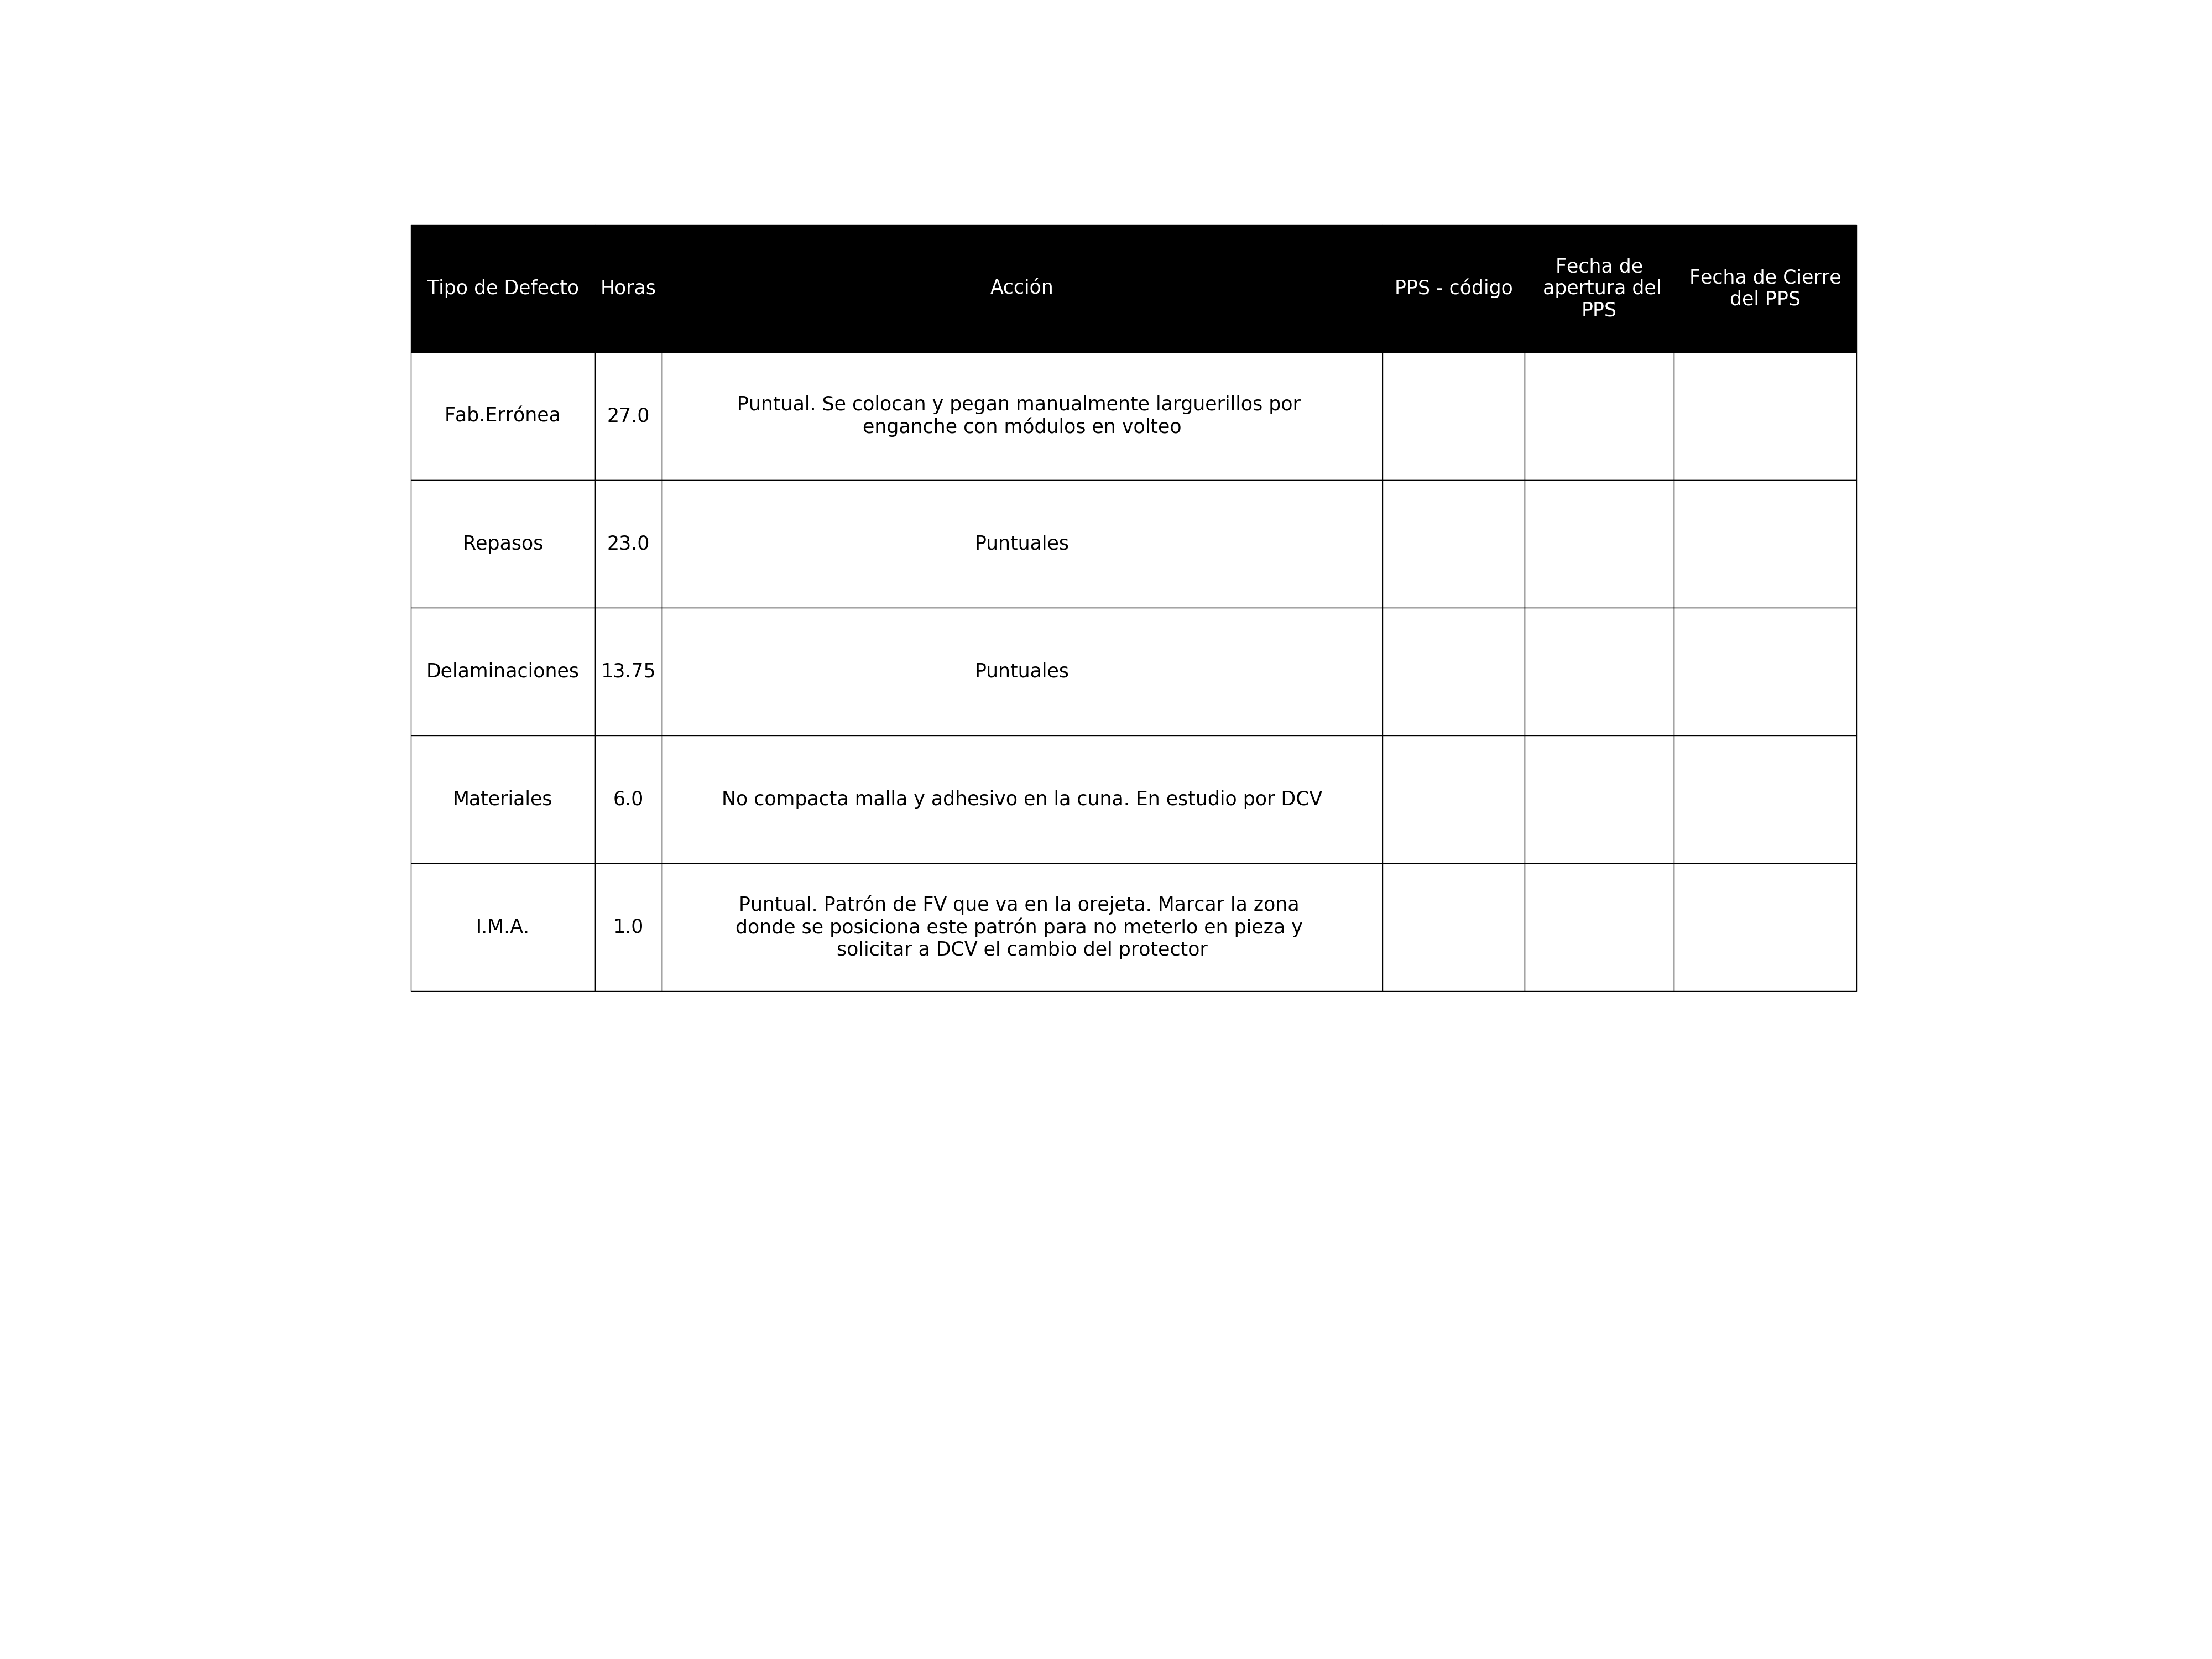 Tipo de Defecto
Horas
Acción
PPS - código
Fecha de
apertura del
PPS
Fecha de Cierre
del PPS
Fab.Errónea
27.0
Puntual. Se colocan y pegan manualmente larguerillos por
enganche con módulos en volteo
Repasos
23.0
Puntuales
Delaminaciones
13.75
Puntuales
Materiales
6.0
No compacta malla y adhesivo en la cuna. En estudio por DCV
I.M.A.
1.0
Puntual. Patrón de FV que va en la orejeta. Marcar la zona
donde se posiciona este patrón para no meterlo en pieza y
solicitar a DCV el cambio del protector